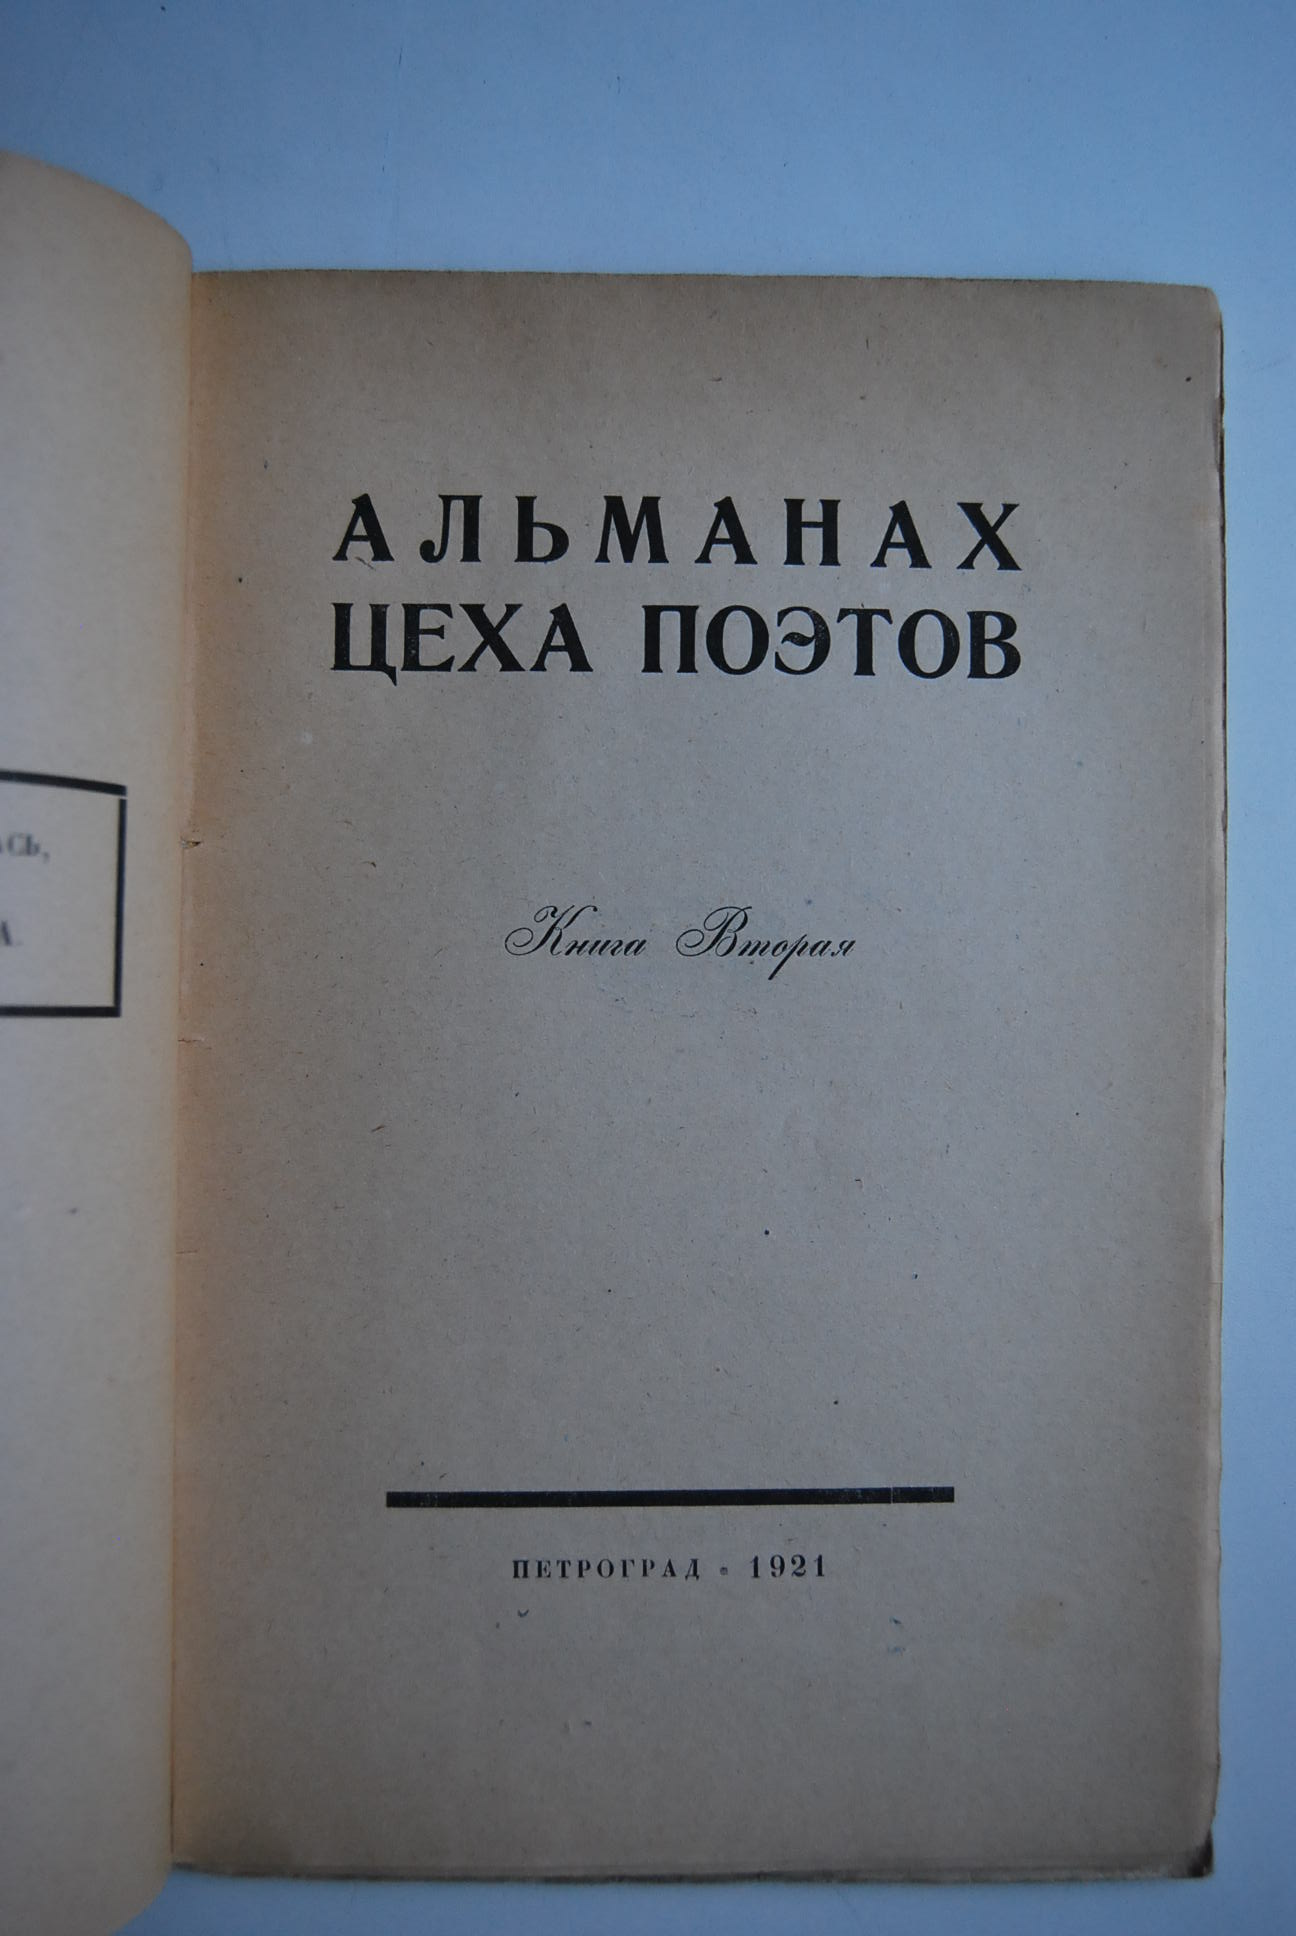 АЛЬМАНАХ
ЦЕХА ПОЭТОВ
Книга Вторая
ПЕТРОГРАД • 1921